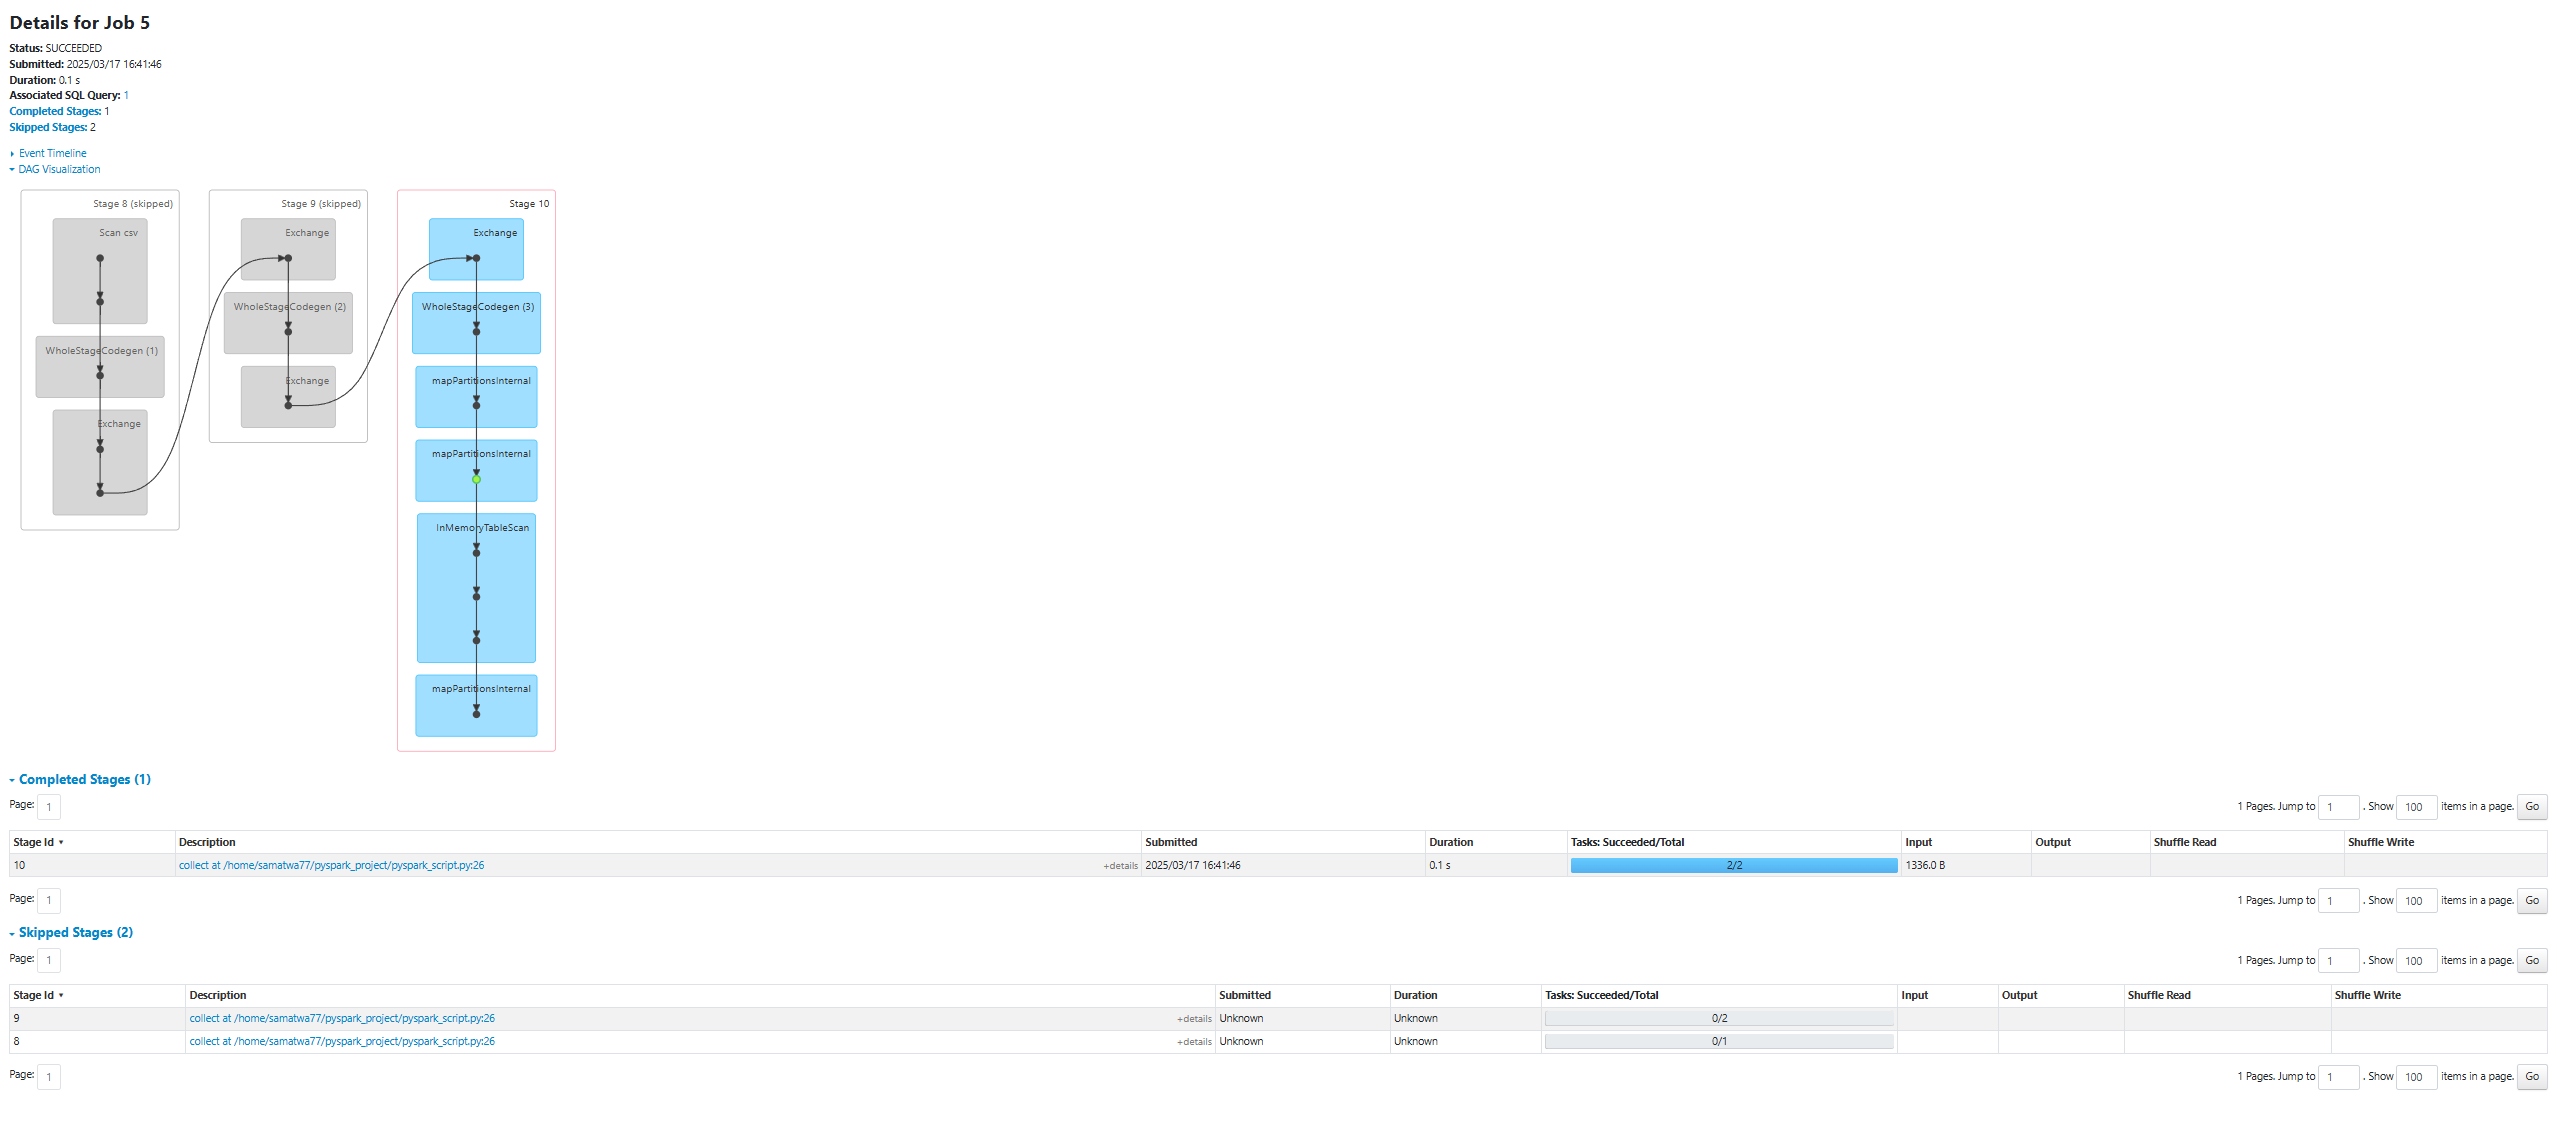 Details for Job 5
Status: SUCCEEDED
Submitted: 2025/03/17 16:41:46
Duration: 0.1 s
Associated SQL Query: 1
Completed Stages: 1
Skipped Stages: 2
Event Timeline
DAG Visualization
Stage 8 (skipped)
Scan csv
WholeStageCodegen (1)
Exchange
Stage 9 (skipped)
Exchange
WholeStageCodegen (2)
Exchange
Stage 10
Exchange
WholeStageCodegen (3)
mapPartitionsInternal
mapPartitionsInternal
InMemoryTableScan
mapPartitionsInternal
Completed Stages (1)
Page: 1 1 Pages. Jump to 1 . Show 100 items in a page. Go
Stage Id ▾ Description Submitted Duration Tasks: Succeeded/Total Input Output Shuffle Read Shuffle Write
10 collect at /home/samatwa77/pyspark_project/pyspark_script.py:26 +details 2025/03/17 16:41:46 0.1 s 2/2 1336.0 B
Page: 1 1 Pages. Jump to 1 . Show 100 items in a page. Go
Skipped Stages (2)
Page: 1 1 Pages. Jump to 1 . Show 100 items in a page. Go
Stage Id ▾ Description Submitted Duration Tasks: Succeeded/Total Input Output Shuffle Read Shuffle Write
9 collect at /home/samatwa77/pyspark_project/pyspark_script.py:26 +details Unknown Unknown 0/2
8 collect at /home/samatwa77/pyspark_project/pyspark_script.py:26 +details Unknown Unknown 0/1
Page: 1 1 Pages. Jump to 1 . Show 100 items in a page. Go